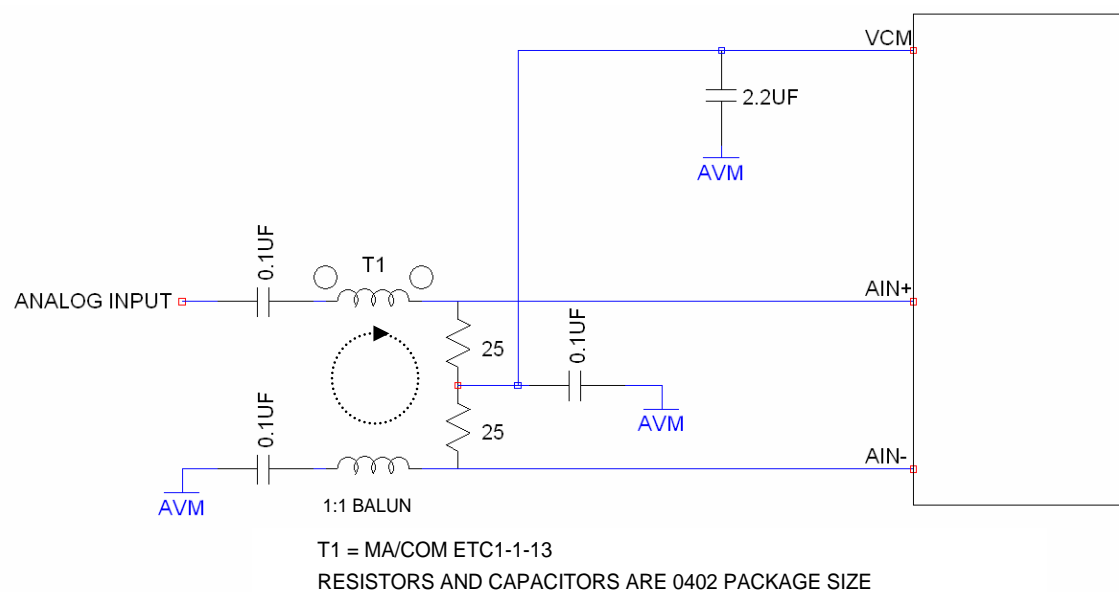 VCM
2.2UF
AVM
0.1UF
T1
ANALOG INPUT
AIN+
25
0.1UF
AVM
0.1UF
25
AIN-
AVM
1:1 BALUN
T1 = MA/COM ETC1-1-13
RESISTORS AND CAPACITORS ARE 0402 PACKAGE SIZE